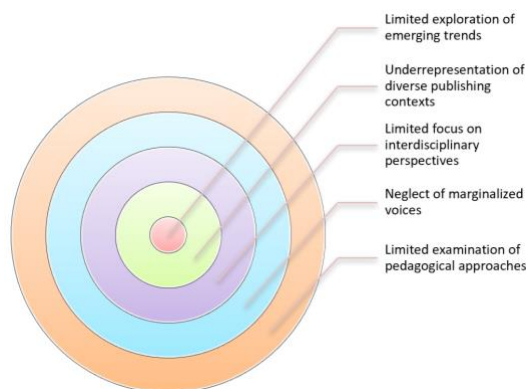 Limited exploration of
emerging trends
Underrepresentation of
diverse publishing
contexts
Limited focus on
interdisciplinary
perspectives
Neglect of marginalized
voices
Limited examination of
pedagogical approaches